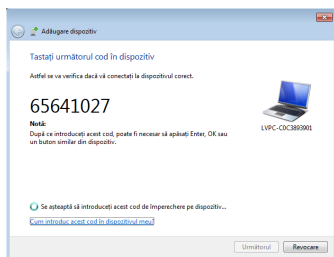 Adăugare dispozitiv
Tastați următorul cod în dispozitiv
Astfel se va verifica dacă vă conectați la dispozitivul corect.
65641027
Notă:
După ce introduceți acest cod, poate fi necesar să apăsați Enter, OK sau
un buton similar din dispozitiv.
LVPC-C0C3893901
Se așteaptă să introduceți acest cod de împerechere pe dispozitiv...
Cum introduc acest cod în dispozitivul meu?
Următorul
Revocare